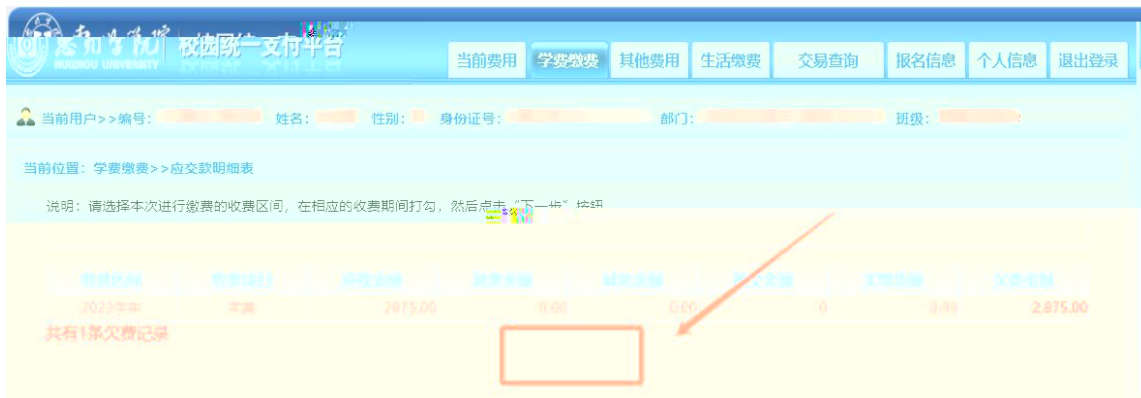 惠州学院 校园统一支付平台
HUIZHOU UNIVERSITY
当前费用 学费缴费 其他费用 生活缴费 交易查询 报名信息 个人信息 退出登录
当前用户>>编号: 姓名: 性别: 身份证号: 部门: 班级:
当前位置: 学费缴费>>应交款明细表
说明: 请选择本次进行缴费的收费区间, 在相应的收费期间打勾, 然后点击 “下一步” 按钮
2023学年 学费 2875.00 0.00 0.00 0 0.00 2,875.00
共有1条欠费记录